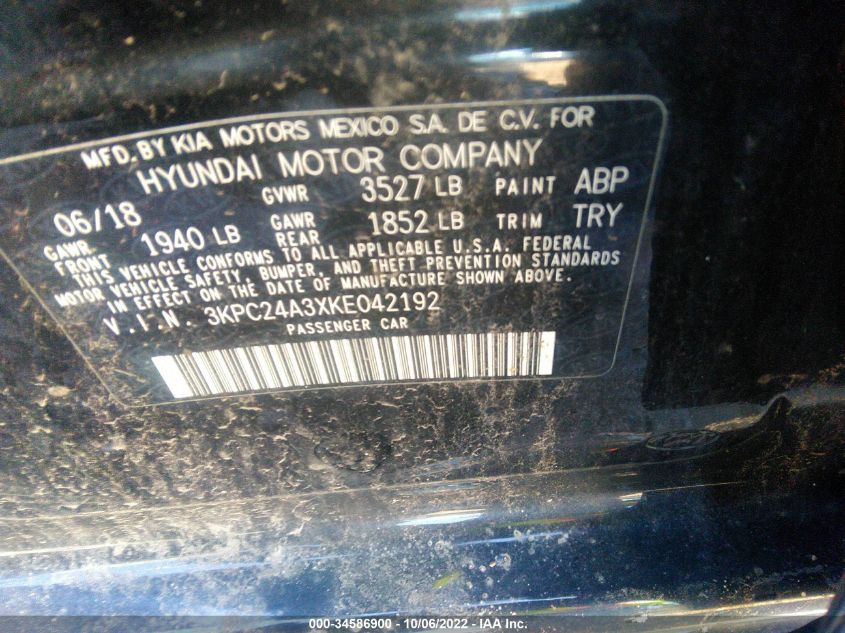 MFD. BY KIA MOTORS MEXICO S.A. DE C.V. FOR
HYUNDAI MOTOR COMPANY
06/18 GVWR 3527 LB PAINT ABP
GAWR FRONT 1940 LB GAWR REAR 1852 LB TRIM TRY
THIS VEHICLE CONFORMS TO ALL APPLICABLE U.S.A. FEDERAL
MOTOR VEHICLE SAFETY, BUMPER, AND THEFT PREVENTION STANDARDS
IN EFFECT ON THE DATE OF MANUFACTURE SHOWN ABOVE.
V.I.N. 3KPC24A3XKE042192
PASSENGER CAR
000-34586900 - 10/06/2022 - IAA Inc.